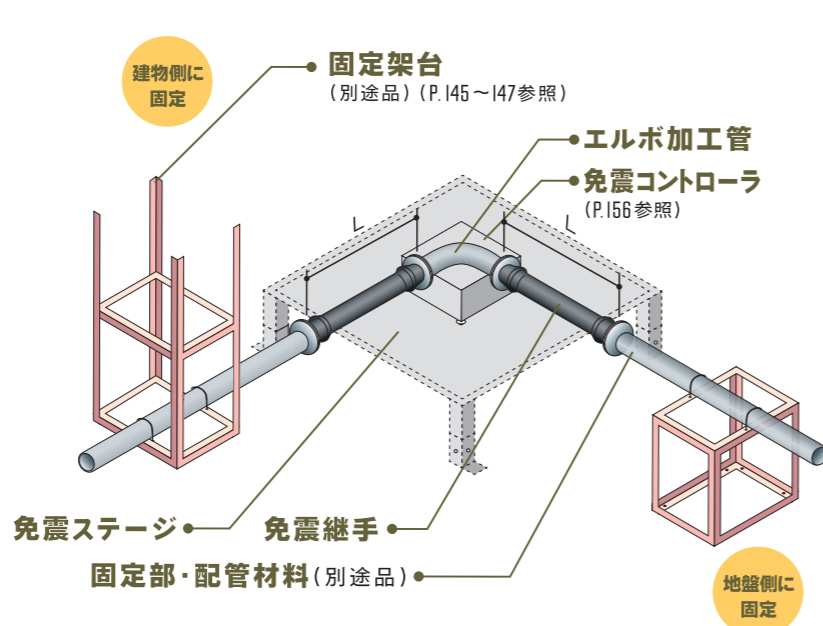 建物側に
固定
固定架台
(別途品)(P.145～147参照)
エルボ加工管
免震コントローラ
(P.156参照)
L
L
免震ステージ
免震継手
固定部・配管材料(別途品)
地盤側に
固定